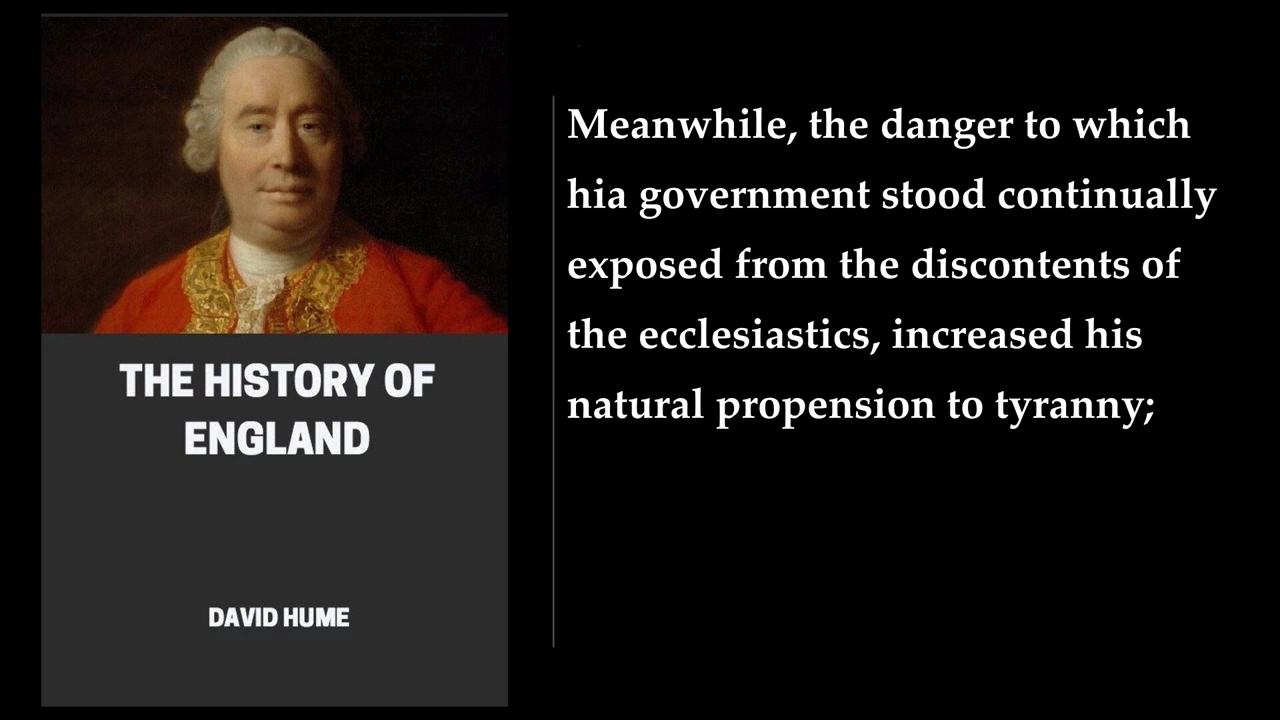 THE HISTORY OF
ENGLAND
DAVID HUME
Meanwhile, the danger to which
hia government stood continually
exposed from the discontents of
the ecclesiastics, increased his
natural propension to tyranny;